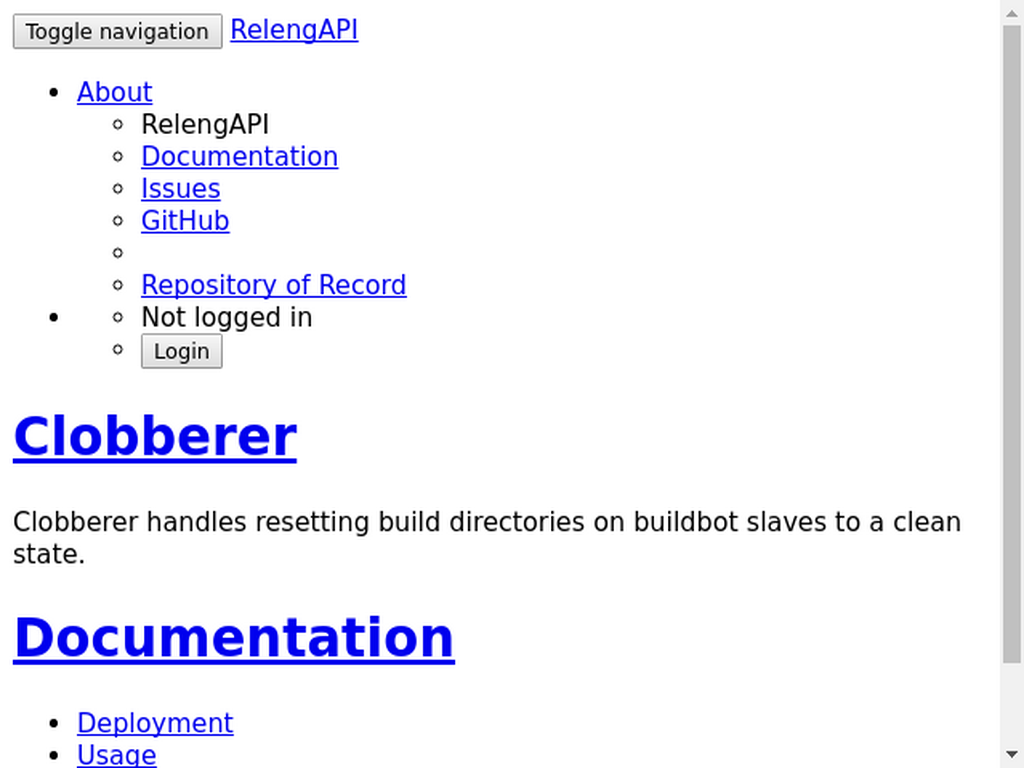 Toggle navigation RelengAPI
About
RelengAPI
Documentation
Issues
GitHub
Repository of Record
Not logged in
Login
Clobberer
Clobberer handles resetting build directories on buildbot slaves to a clean
state.
Documentation
Deployment
Usage